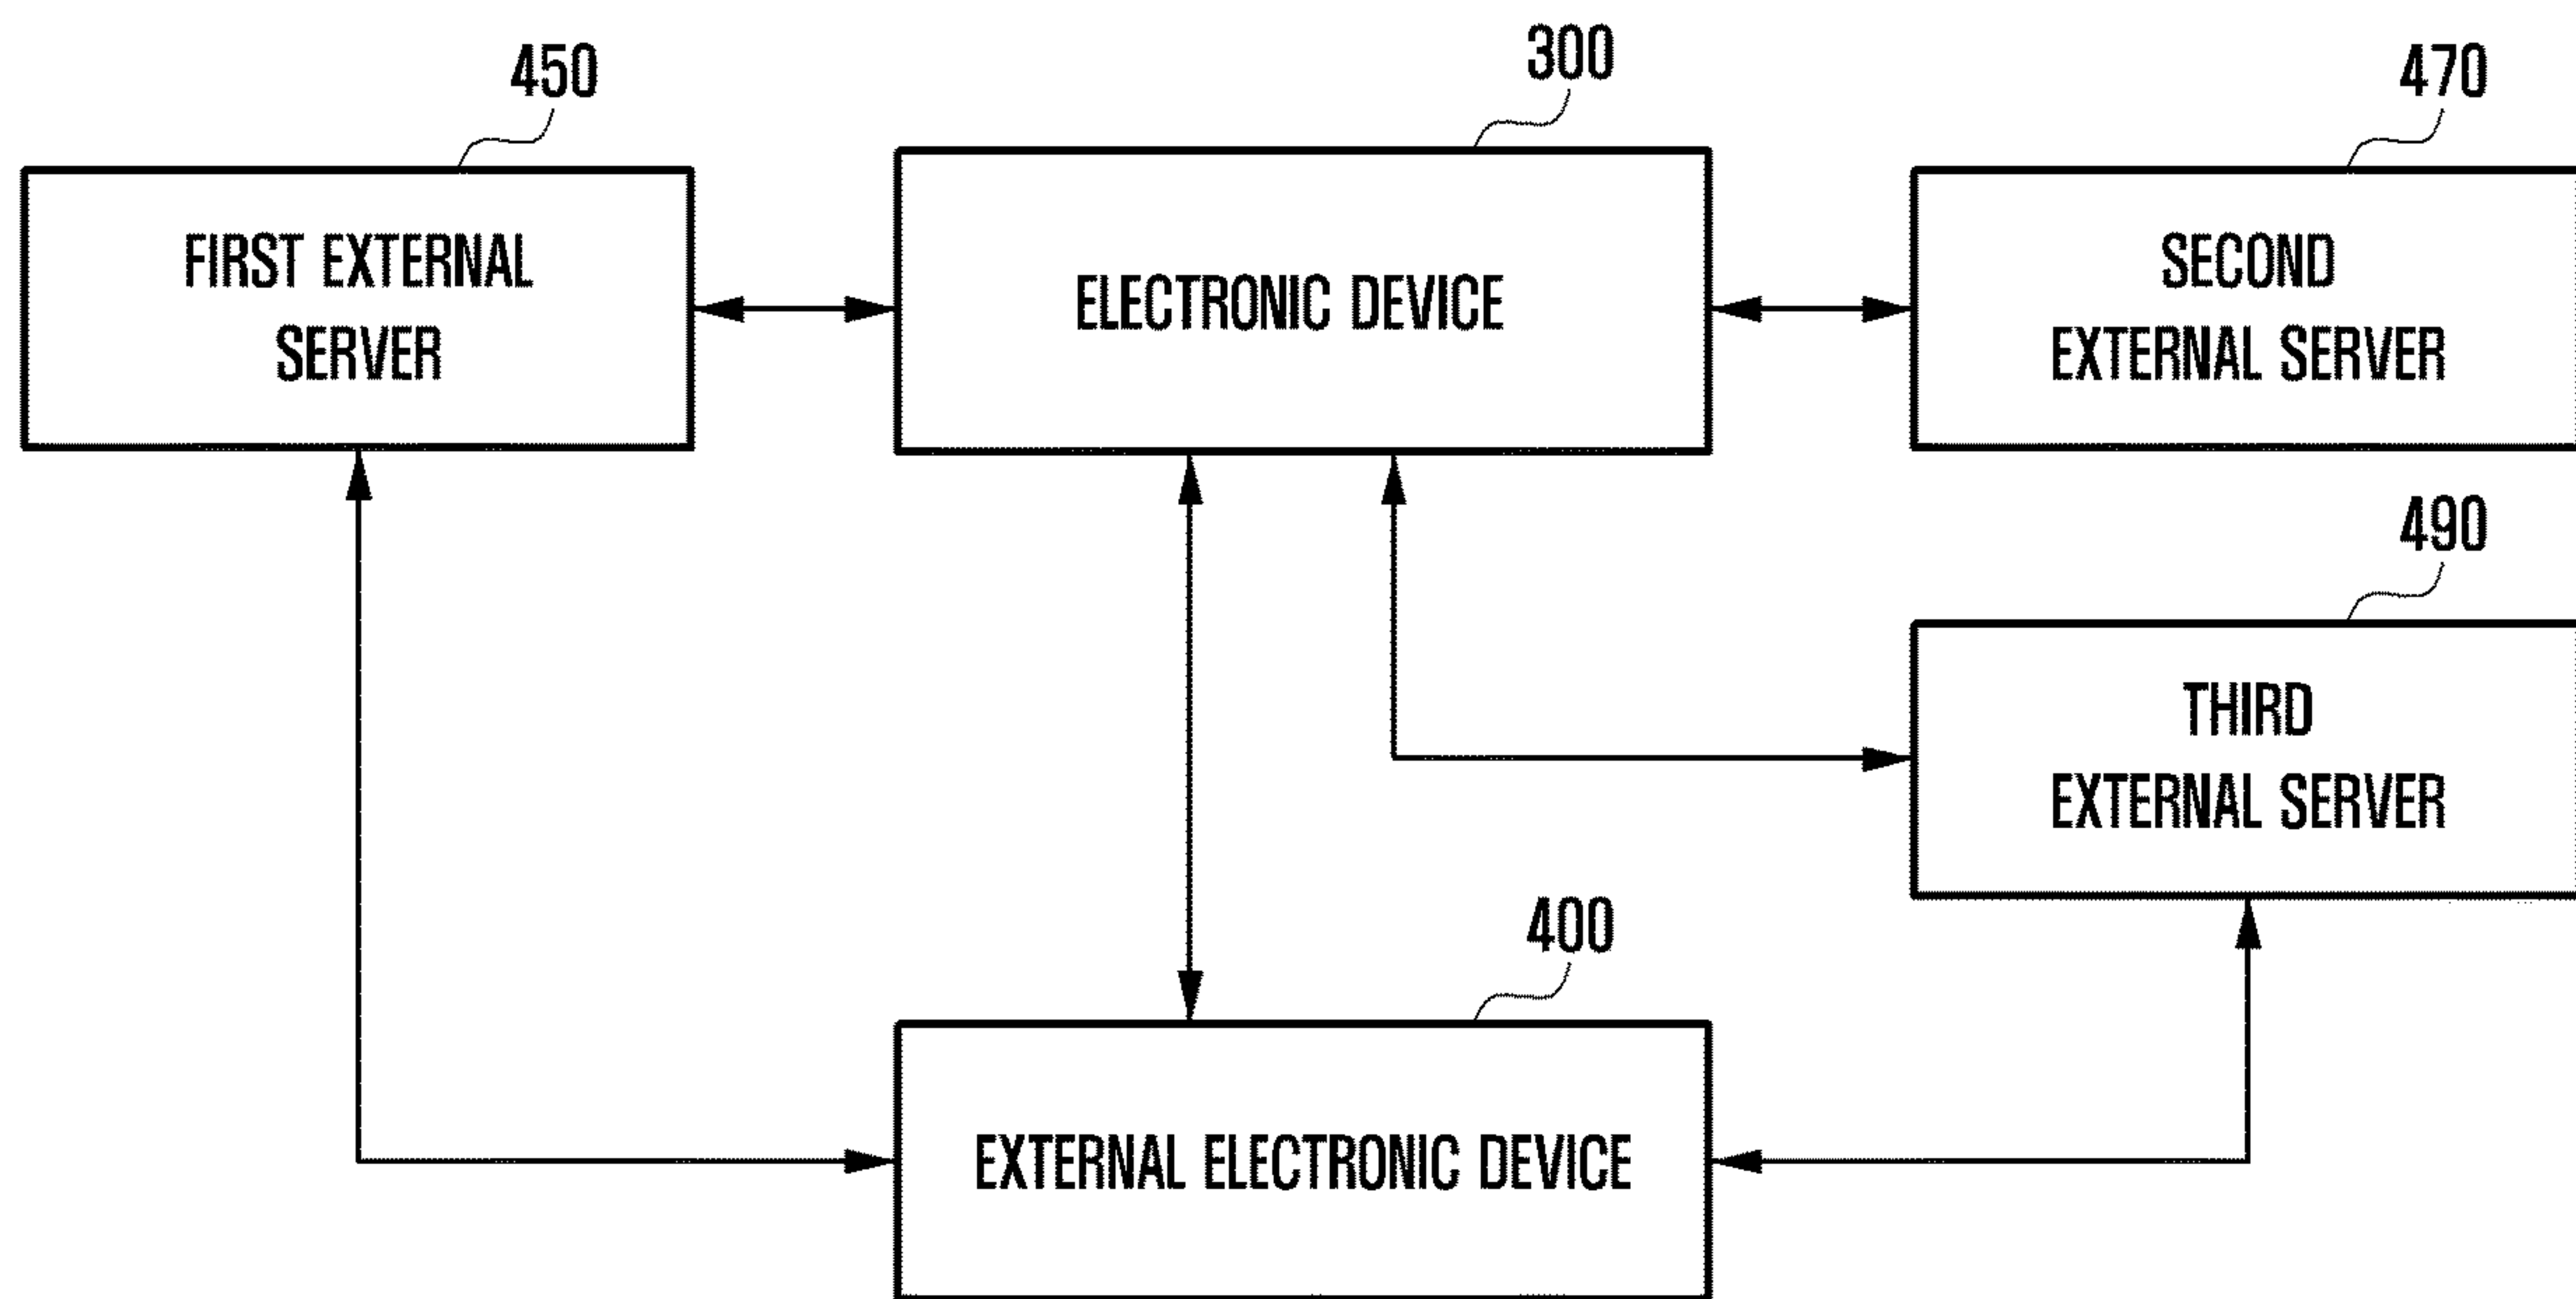 450
300
470
FIRST EXTERNAL
SERVER
ELECTRONIC DEVICE
SECOND
EXTERNAL SERVER
490
THIRD
EXTERNAL SERVER
400
EXTERNAL ELECTRONIC DEVICE